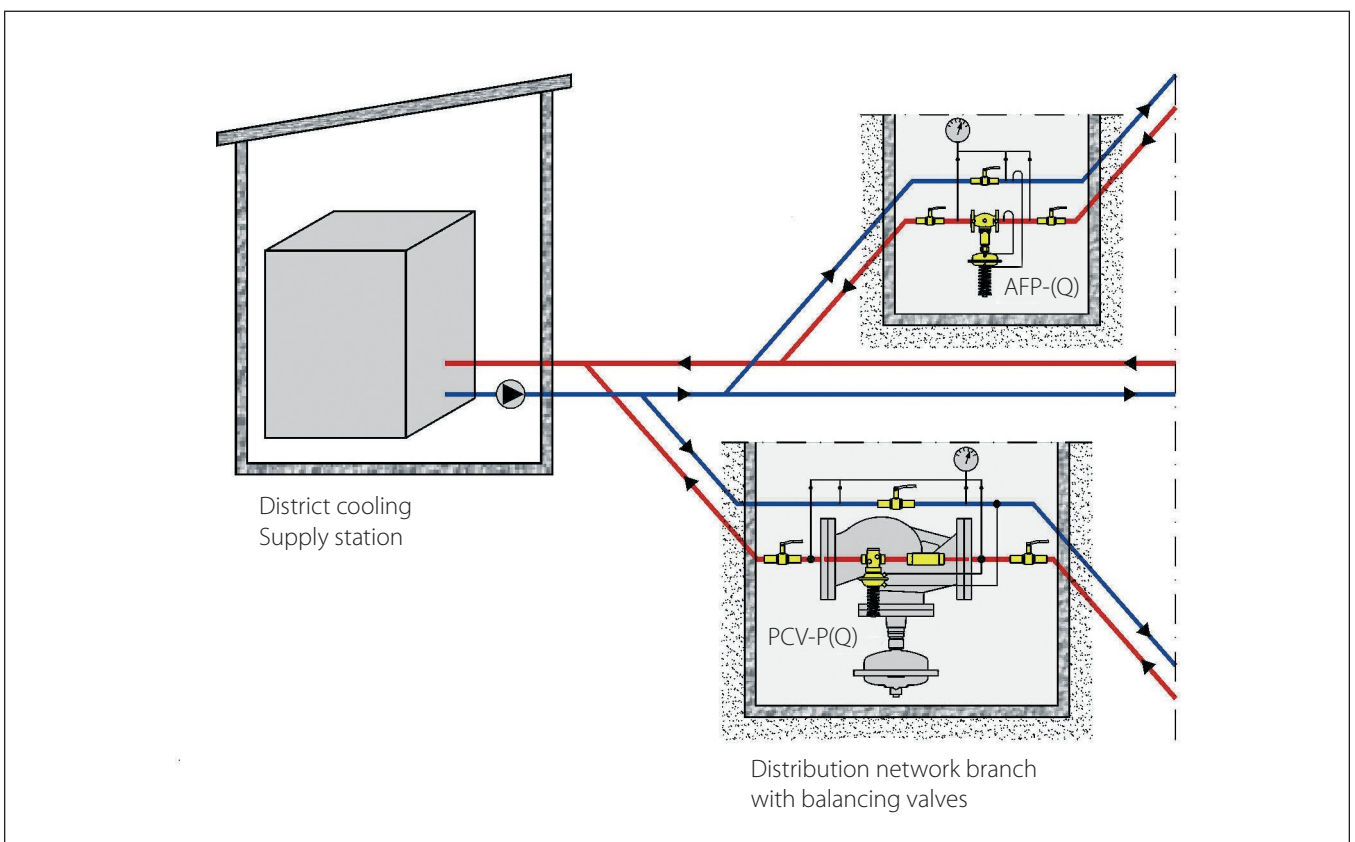 AFP-(Q)
District cooling
Supply station
PCV-P(Q)
Distribution network branch
with balancing valves